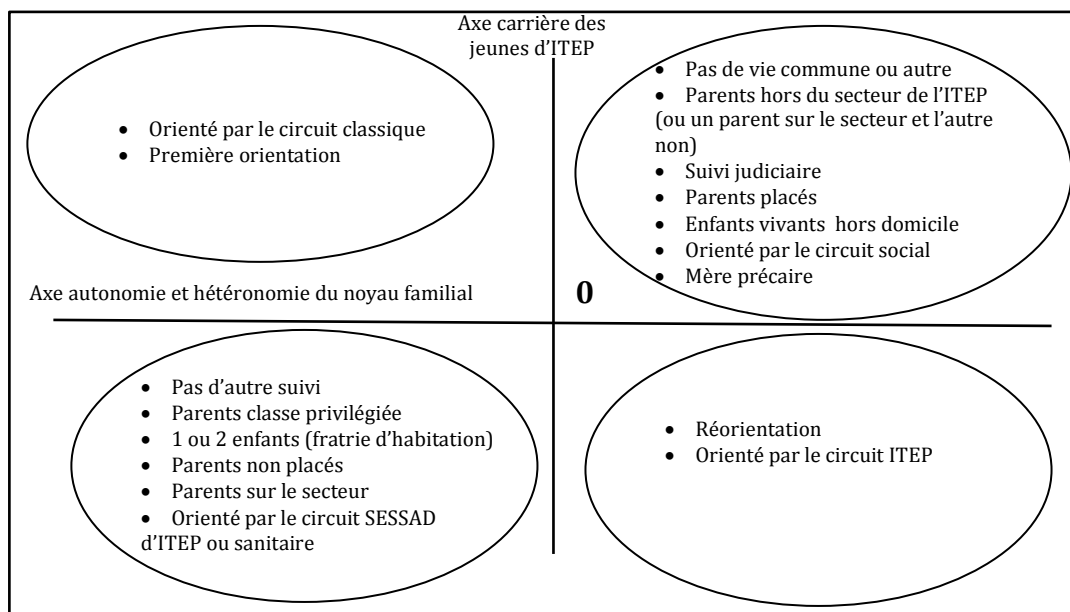 Axe carrière des
jeunes d’ITEP
• Orienté par le circuit classique
• Première orientation
• Pas de vie commune ou autre
• Parents hors du secteur de l’ITEP
(ou un parent sur le secteur et l’autre
non)
• Suivi judiciaire
• Parents placés
• Enfants vivants hors domicile
• Orienté par le circuit social
• Mère précaire
Axe autonomie et hétéronomie du noyau familial
0
• Pas d’autre suivi
• Parents classe privilégiée
• 1 ou 2 enfants (fratrie d’habitation)
• Parents non placés
• Parents sur le secteur
• Orienté par le circuit SESSAD
d’ITEP ou sanitaire
• Réorientation
• Orienté par le circuit ITEP